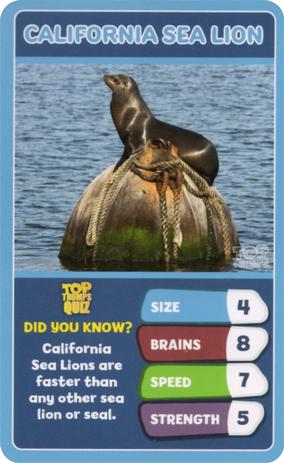 CALIFORNIA SEA LION
TOP
TRUMPS
QUIZ
DID YOU KNOW?
California
Sea Lions are
faster than
any other sea
lion or seal.
SIZE 4
BRAINS 8
SPEED 7
STRENGTH 5